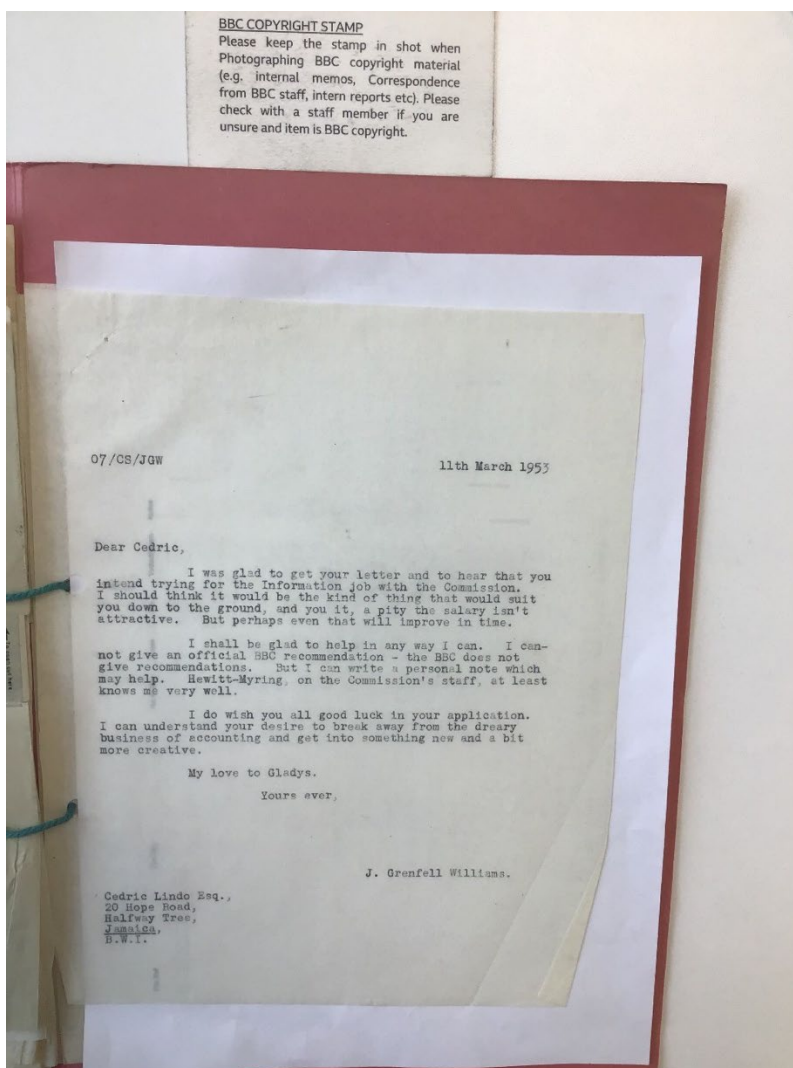 BBC COPYRIGHT STAMP
Please keep the stamp in shot when
Photographing BBC copyright material
(e.g. internal memos, Correspondence
from BBC staff, intern reports etc). Please
check with a staff member if you are
unsure and item is BBC copyright.
07/CS/JGW
11th March 1953
Dear Cedric,
I was glad to get your letter and to hear that you
intend trying for the Information job with the Commission.
I should think it would be the kind of thing that would suit
you down to the ground, and you it, a pity the salary isn't
attractive. But perhaps even that will improve in time.
I shall be glad to help in any way I can. I can-
not give an official BBC recommendation - the BBC does not
give recommendations. But I can write a personal note which
may help. Hewitt-Myring, on the Commission's staff, at least
knows me very well.
I do wish you all good luck in your application.
I can understand your desire to break away from the dreary
business of accounting and get into something new and a bit
more creative.
My love to Gladys.
Yours ever,
J. Grenfell Williams.
Cedric Lindo Esq.,
20 Hope Road,
Halfway Tree,
Jamaica,
B.W.I.